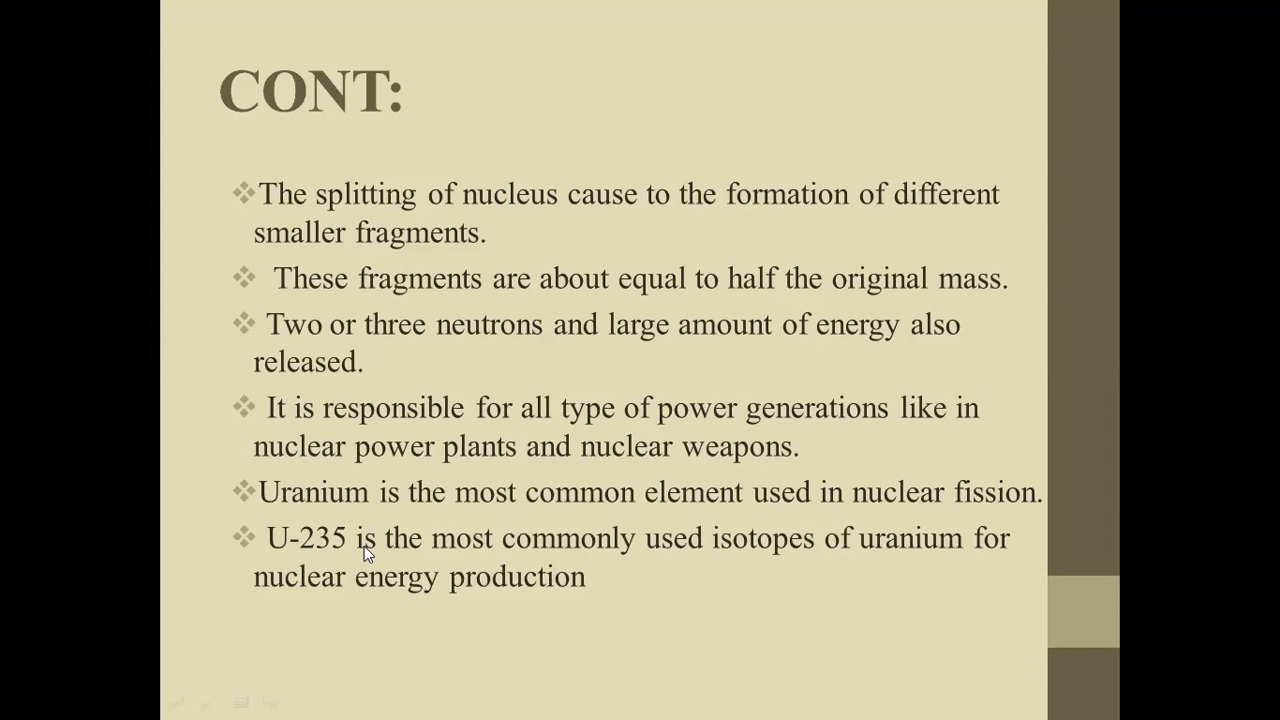 CONT:
The splitting of nucleus cause to the formation of different
smaller fragments.
These fragments are about equal to half the original mass.
Two or three neutrons and large amount of energy also
released.
It is responsible for all type of power generations like in
nuclear power plants and nuclear weapons.
Uranium is the most common element used in nuclear fission.
U-235 is the most commonly used isotopes of uranium for
nuclear energy production